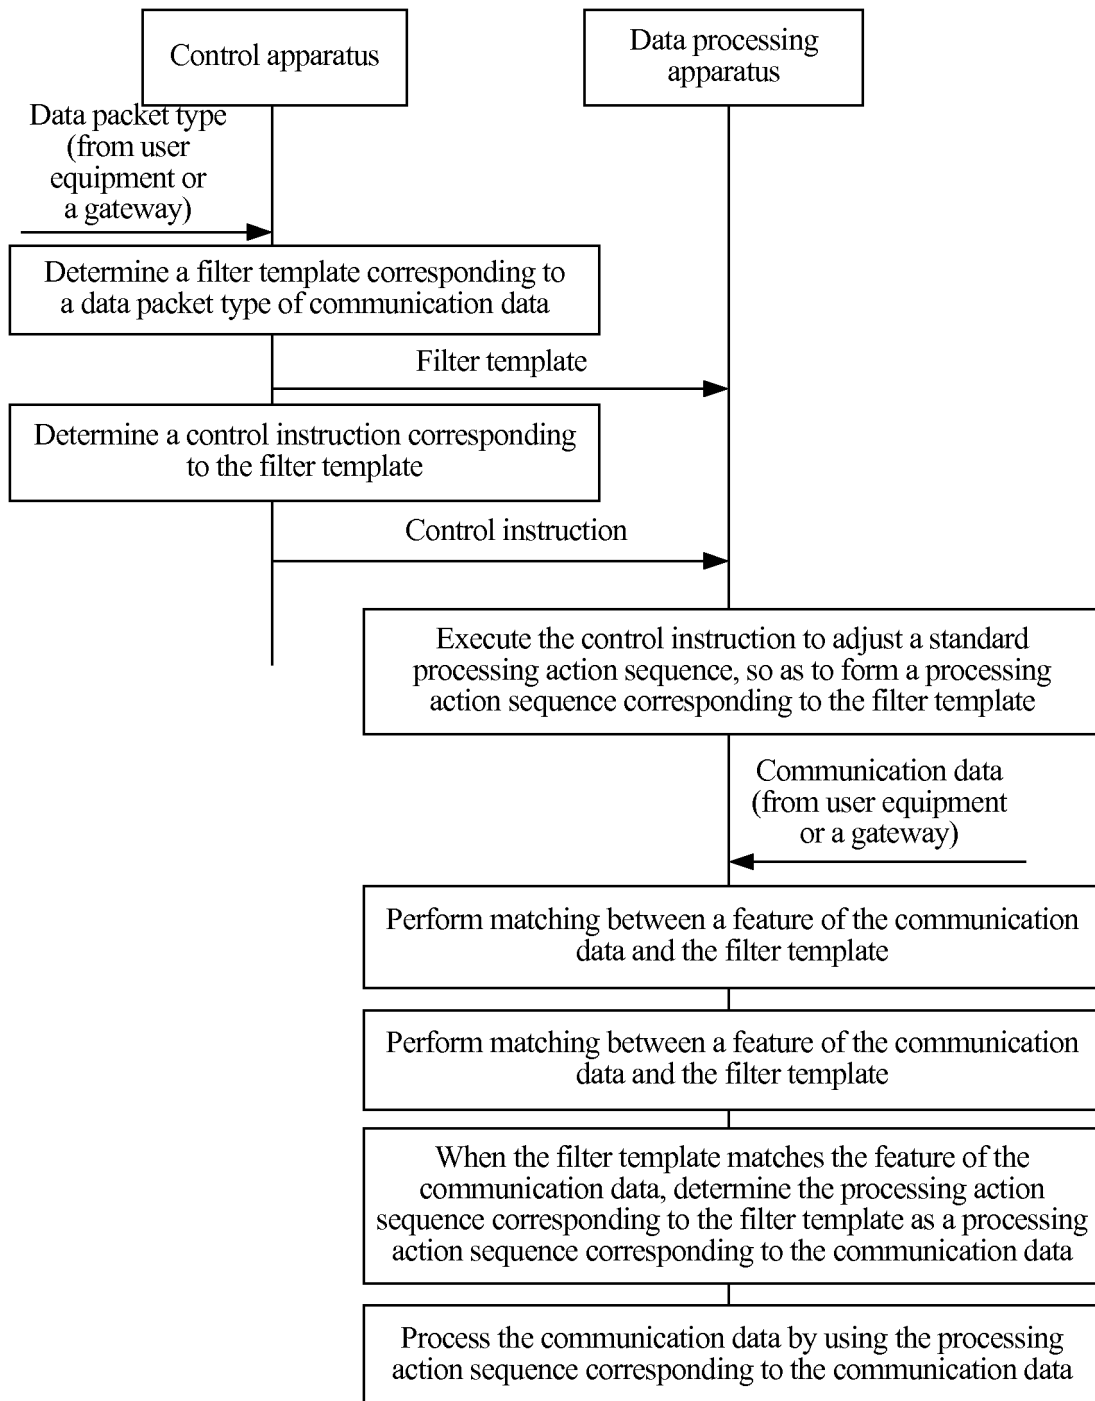 Control apparatus
Data processing
apparatus
Data packet type
(from user
equipment or
a gateway)
Determine a filter template corresponding to
a data packet type of communication data
Filter template
Determine a control instruction corresponding
to the filter template
Control instruction
Execute the control instruction to adjust a standard
processing action sequence, so as to form a processing
action sequence corresponding to the filter template
Communication data
(from user equipment
or a gateway)
Perform matching between a feature of the communication
data and the filter template
Perform matching between a feature of the communication
data and the filter template
When the filter template matches the feature of the
communication data, determine the processing action
sequence corresponding to the filter template as a processing
action sequence corresponding to the communication data
Process the communication data by using the processing
action sequence corresponding to the communication data